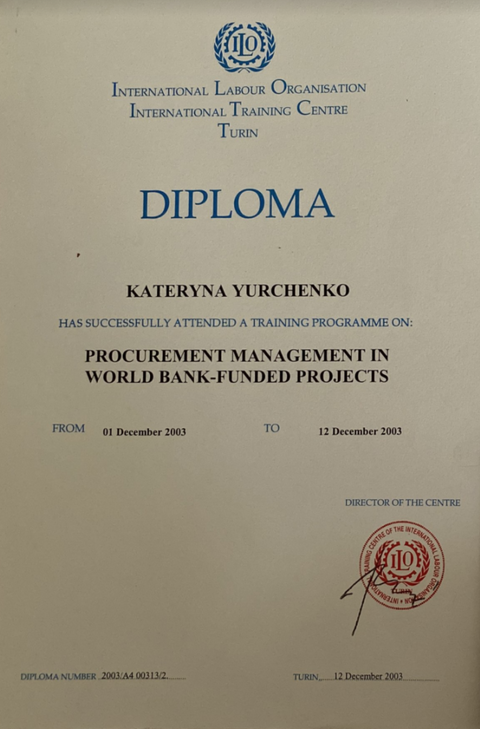 ILO
INTERNATIONAL LABOUR ORGANISATION
INTERNATIONAL TRAINING CENTRE
TURIN
DIPLOMA
KATERYNA YURCHENKO
HAS SUCCESSFULLY ATTENDED A TRAINING PROGRAMME ON:
PROCUREMENT MANAGEMENT IN
WORLD BANK-FUNDED PROJECTS
FROM 01 December 2003 TO 12 December 2003
DIRECTOR OF THE CENTRE
INTERNATIONAL TRAINING CENTRE OF THE INTERNATIONAL LABOUR ORGANISATION
ILO
DIPLOMA NUMBER 2003/A4 00313/2 TURIN 12 December 2003